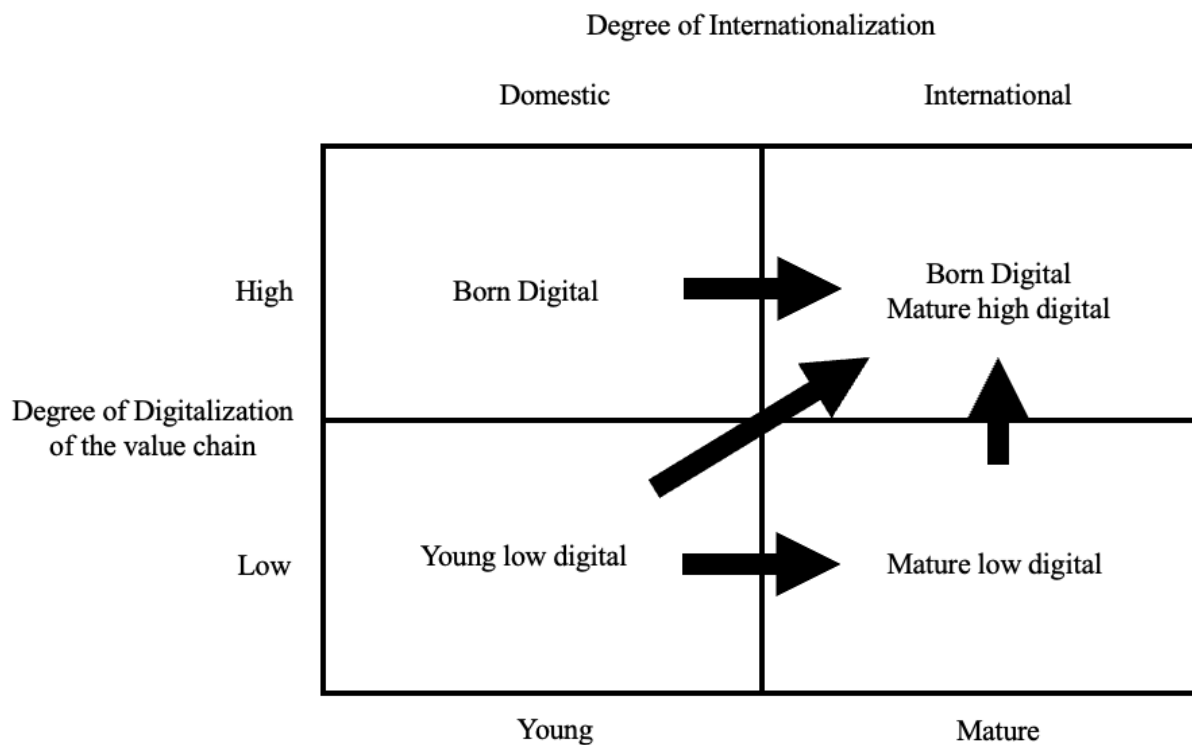 Degree of Internationalization
Domestic
International
High
Born Digital
Born Digital
Mature high digital
Degree of Digitalization
of the value chain
Low
Young low digital
Mature low digital
Young
Mature